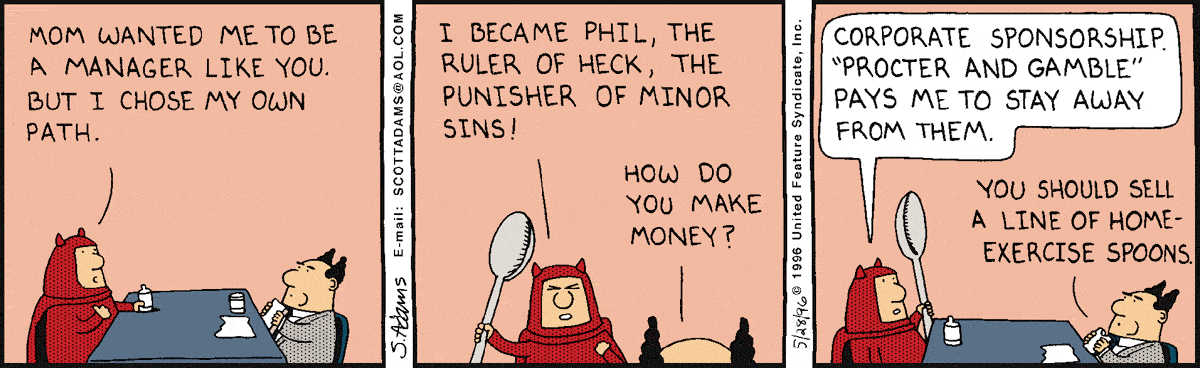 MOM WANTED ME TO BE
A MANAGER LIKE YOU.
BUT I CHOSE MY OWN
PATH.
S. Adams
E-mail: SCOTTADAMS@AOL.COM
I BECAME PHIL, THE
RULER OF HECK, THE
PUNISHER OF MINOR
SINS!
HOW DO
YOU MAKE
MONEY?
5/28/96 © 1996 United Feature Syndicate, Inc.
CORPORATE SPONSORSHIP.
"PROCTER AND GAMBLE"
PAYS ME TO STAY AWAY
FROM THEM.
YOU SHOULD SELL
A LINE OF HOME-
EXERCISE SPOONS.